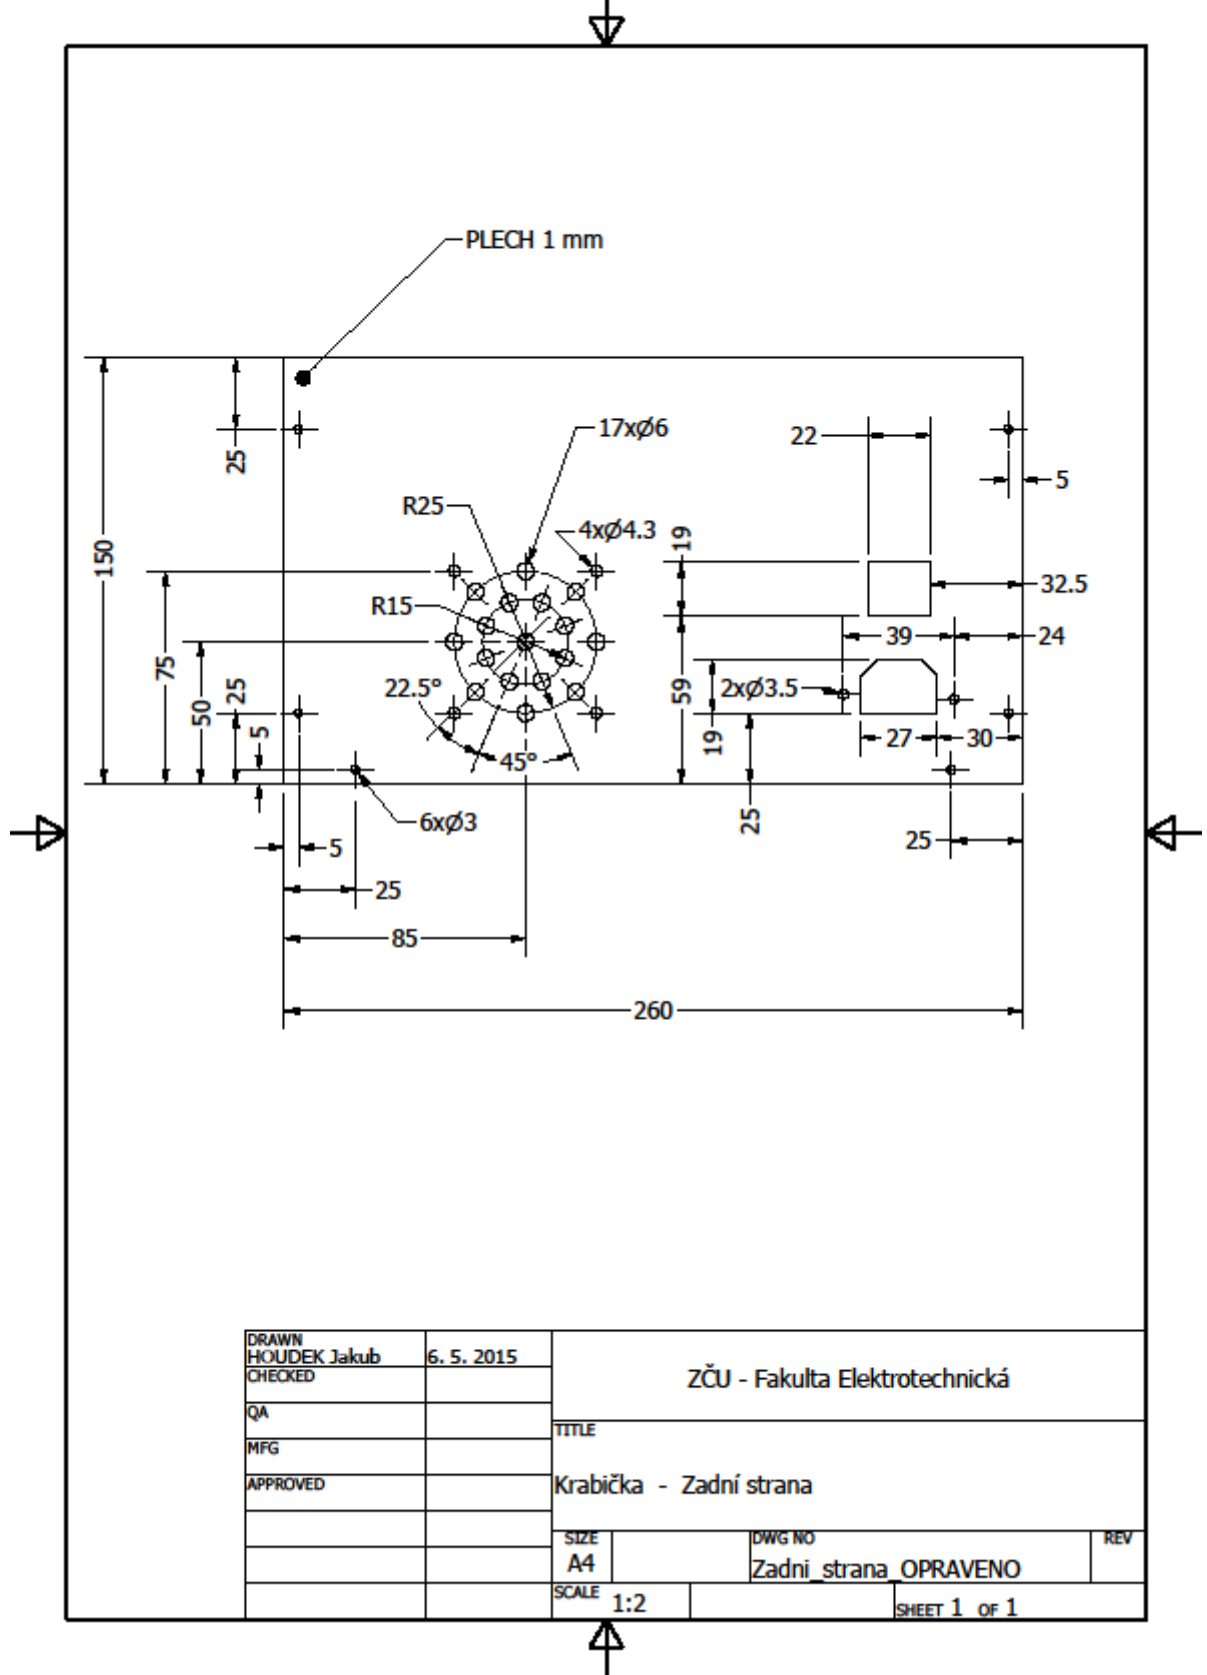 PLECH 1 mm
17xØ6
22
25
5
R25
4xØ4.3
19
150
32.5
R15
39
24
75
25
22.5°
59
2xØ3.5
50
5
19
27
30
45°
6xØ3
25
25
5
25
85
260
DRAWN
HOUDEK Jakub
6. 5. 2015
CHECKED
ZČU - Fakulta Elektrotechnická
QA
TITLE
MFG
APPROVED
Krabička - Zadní strana
SIZE
A4
DWG NO
Zadni_strana_OPRAVENO
REV
SCALE 1:2
SHEET 1 OF 1